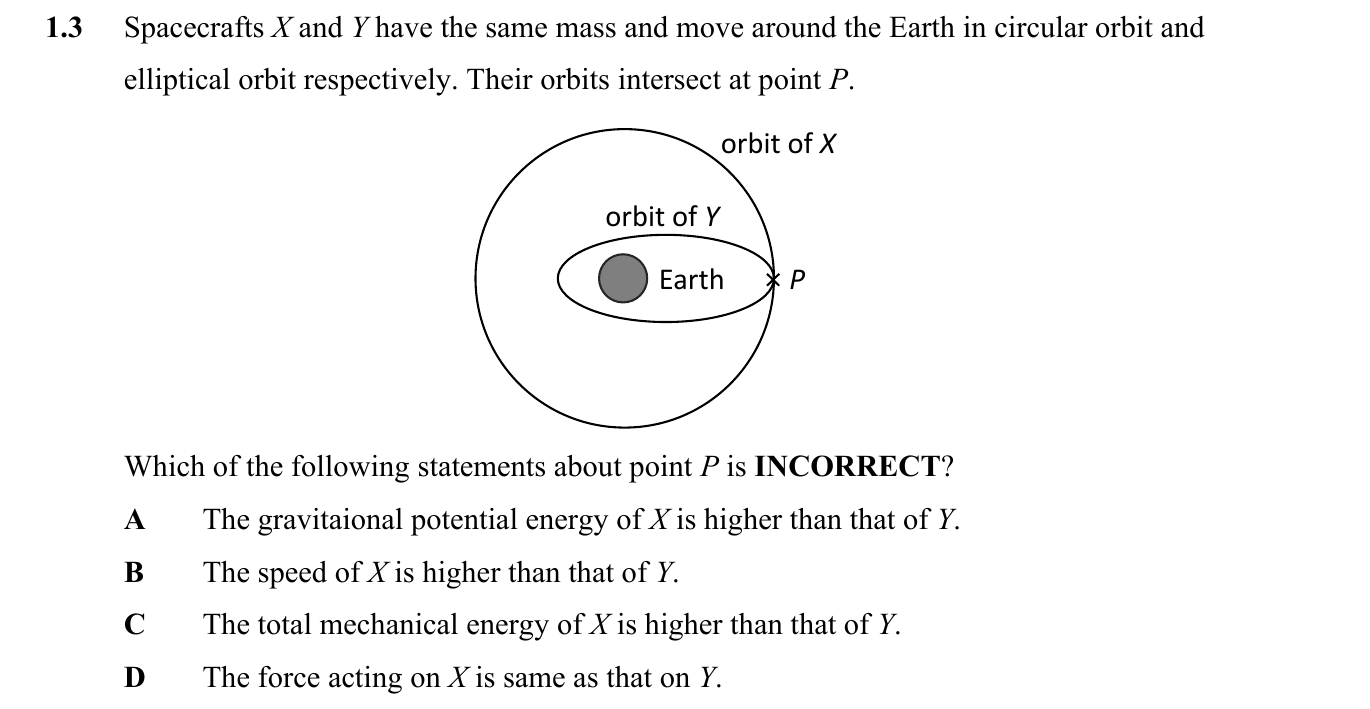 1.3 Spacecrafts X and Y have the same mass and move around the Earth in circular orbit and
elliptical orbit respectively. Their orbits intersect at point P.
orbit of X
orbit of Y
Earth
P
Which of the following statements about point P is INCORRECT?
A The gravitaional potential energy of X is higher than that of Y.
B The speed of X is higher than that of Y.
C The total mechanical energy of X is higher than that of Y.
D The force acting on X is same as that on Y.